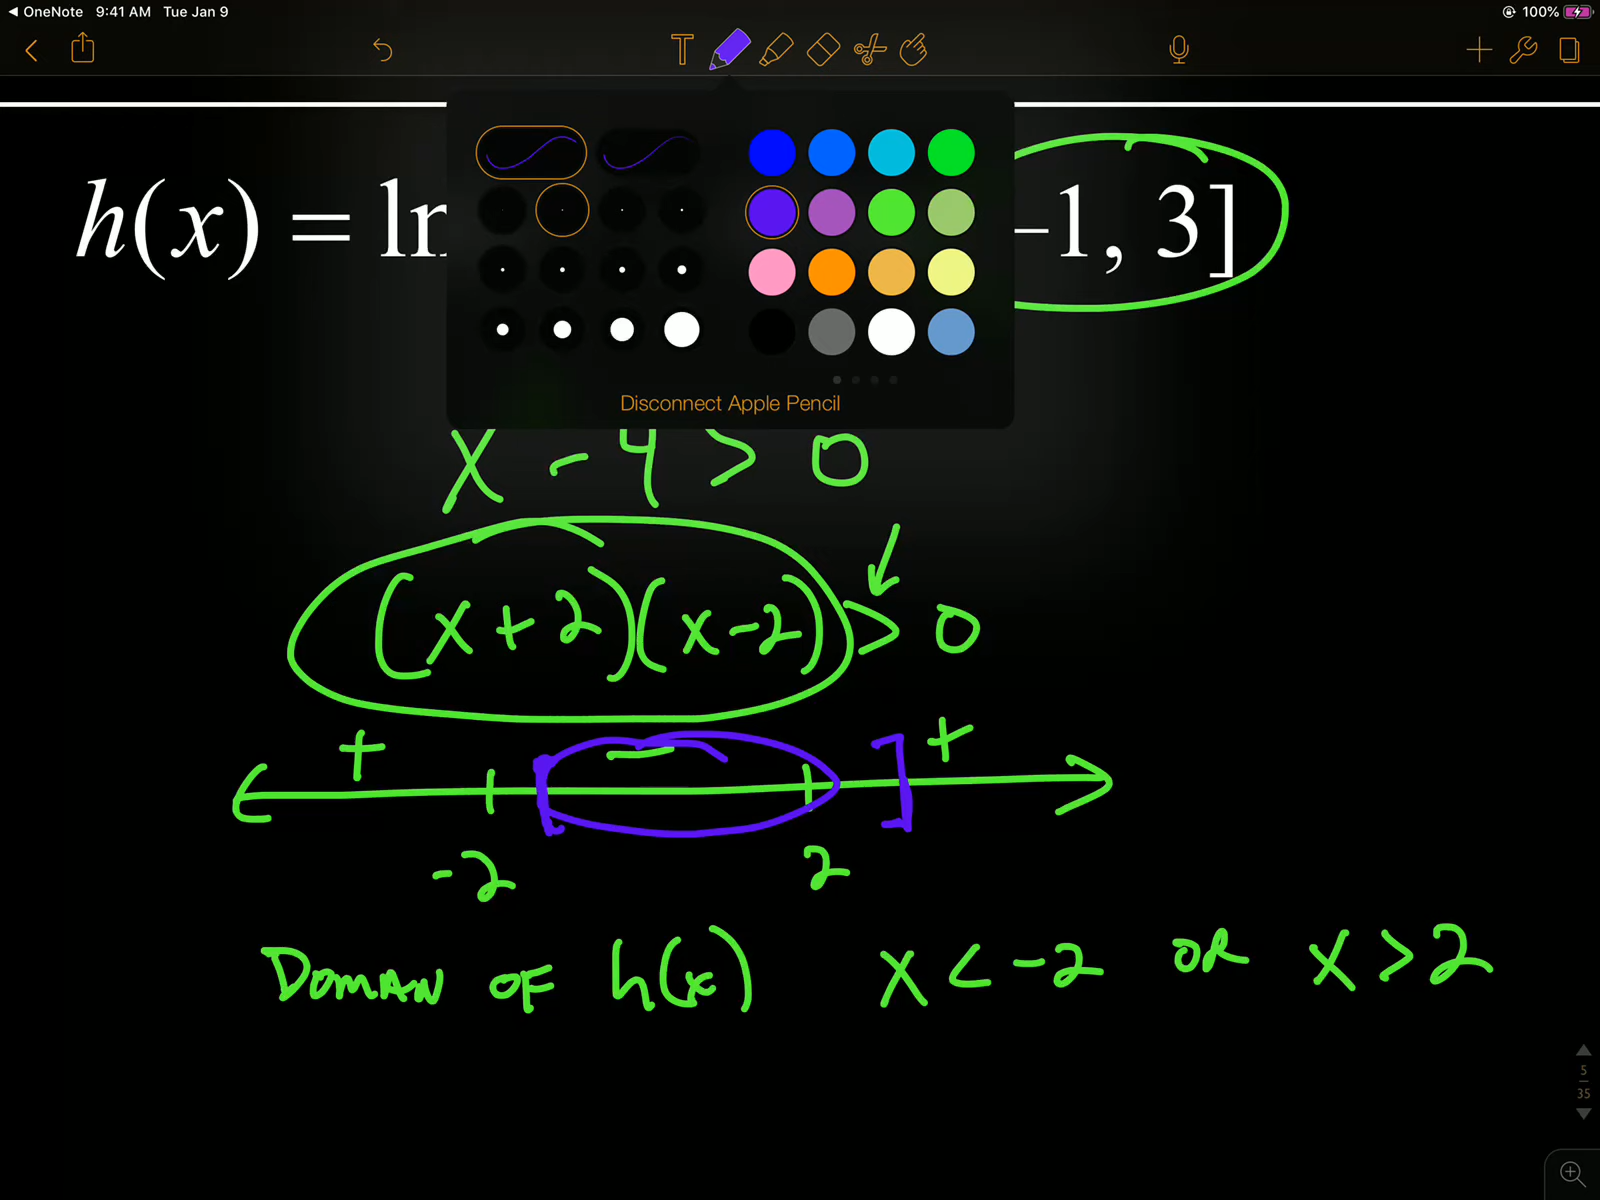 OneNote 9:41 AM Tue Jan 9 100%
T
h(x) = ln –1, 3]
Disconnect Apple Pencil
x - 4 > 0
(x+2)(x-2) > 0
+ − ] +
[
-2 2
DOMAN OF h(x) x < -2 OR x > 2
5
35